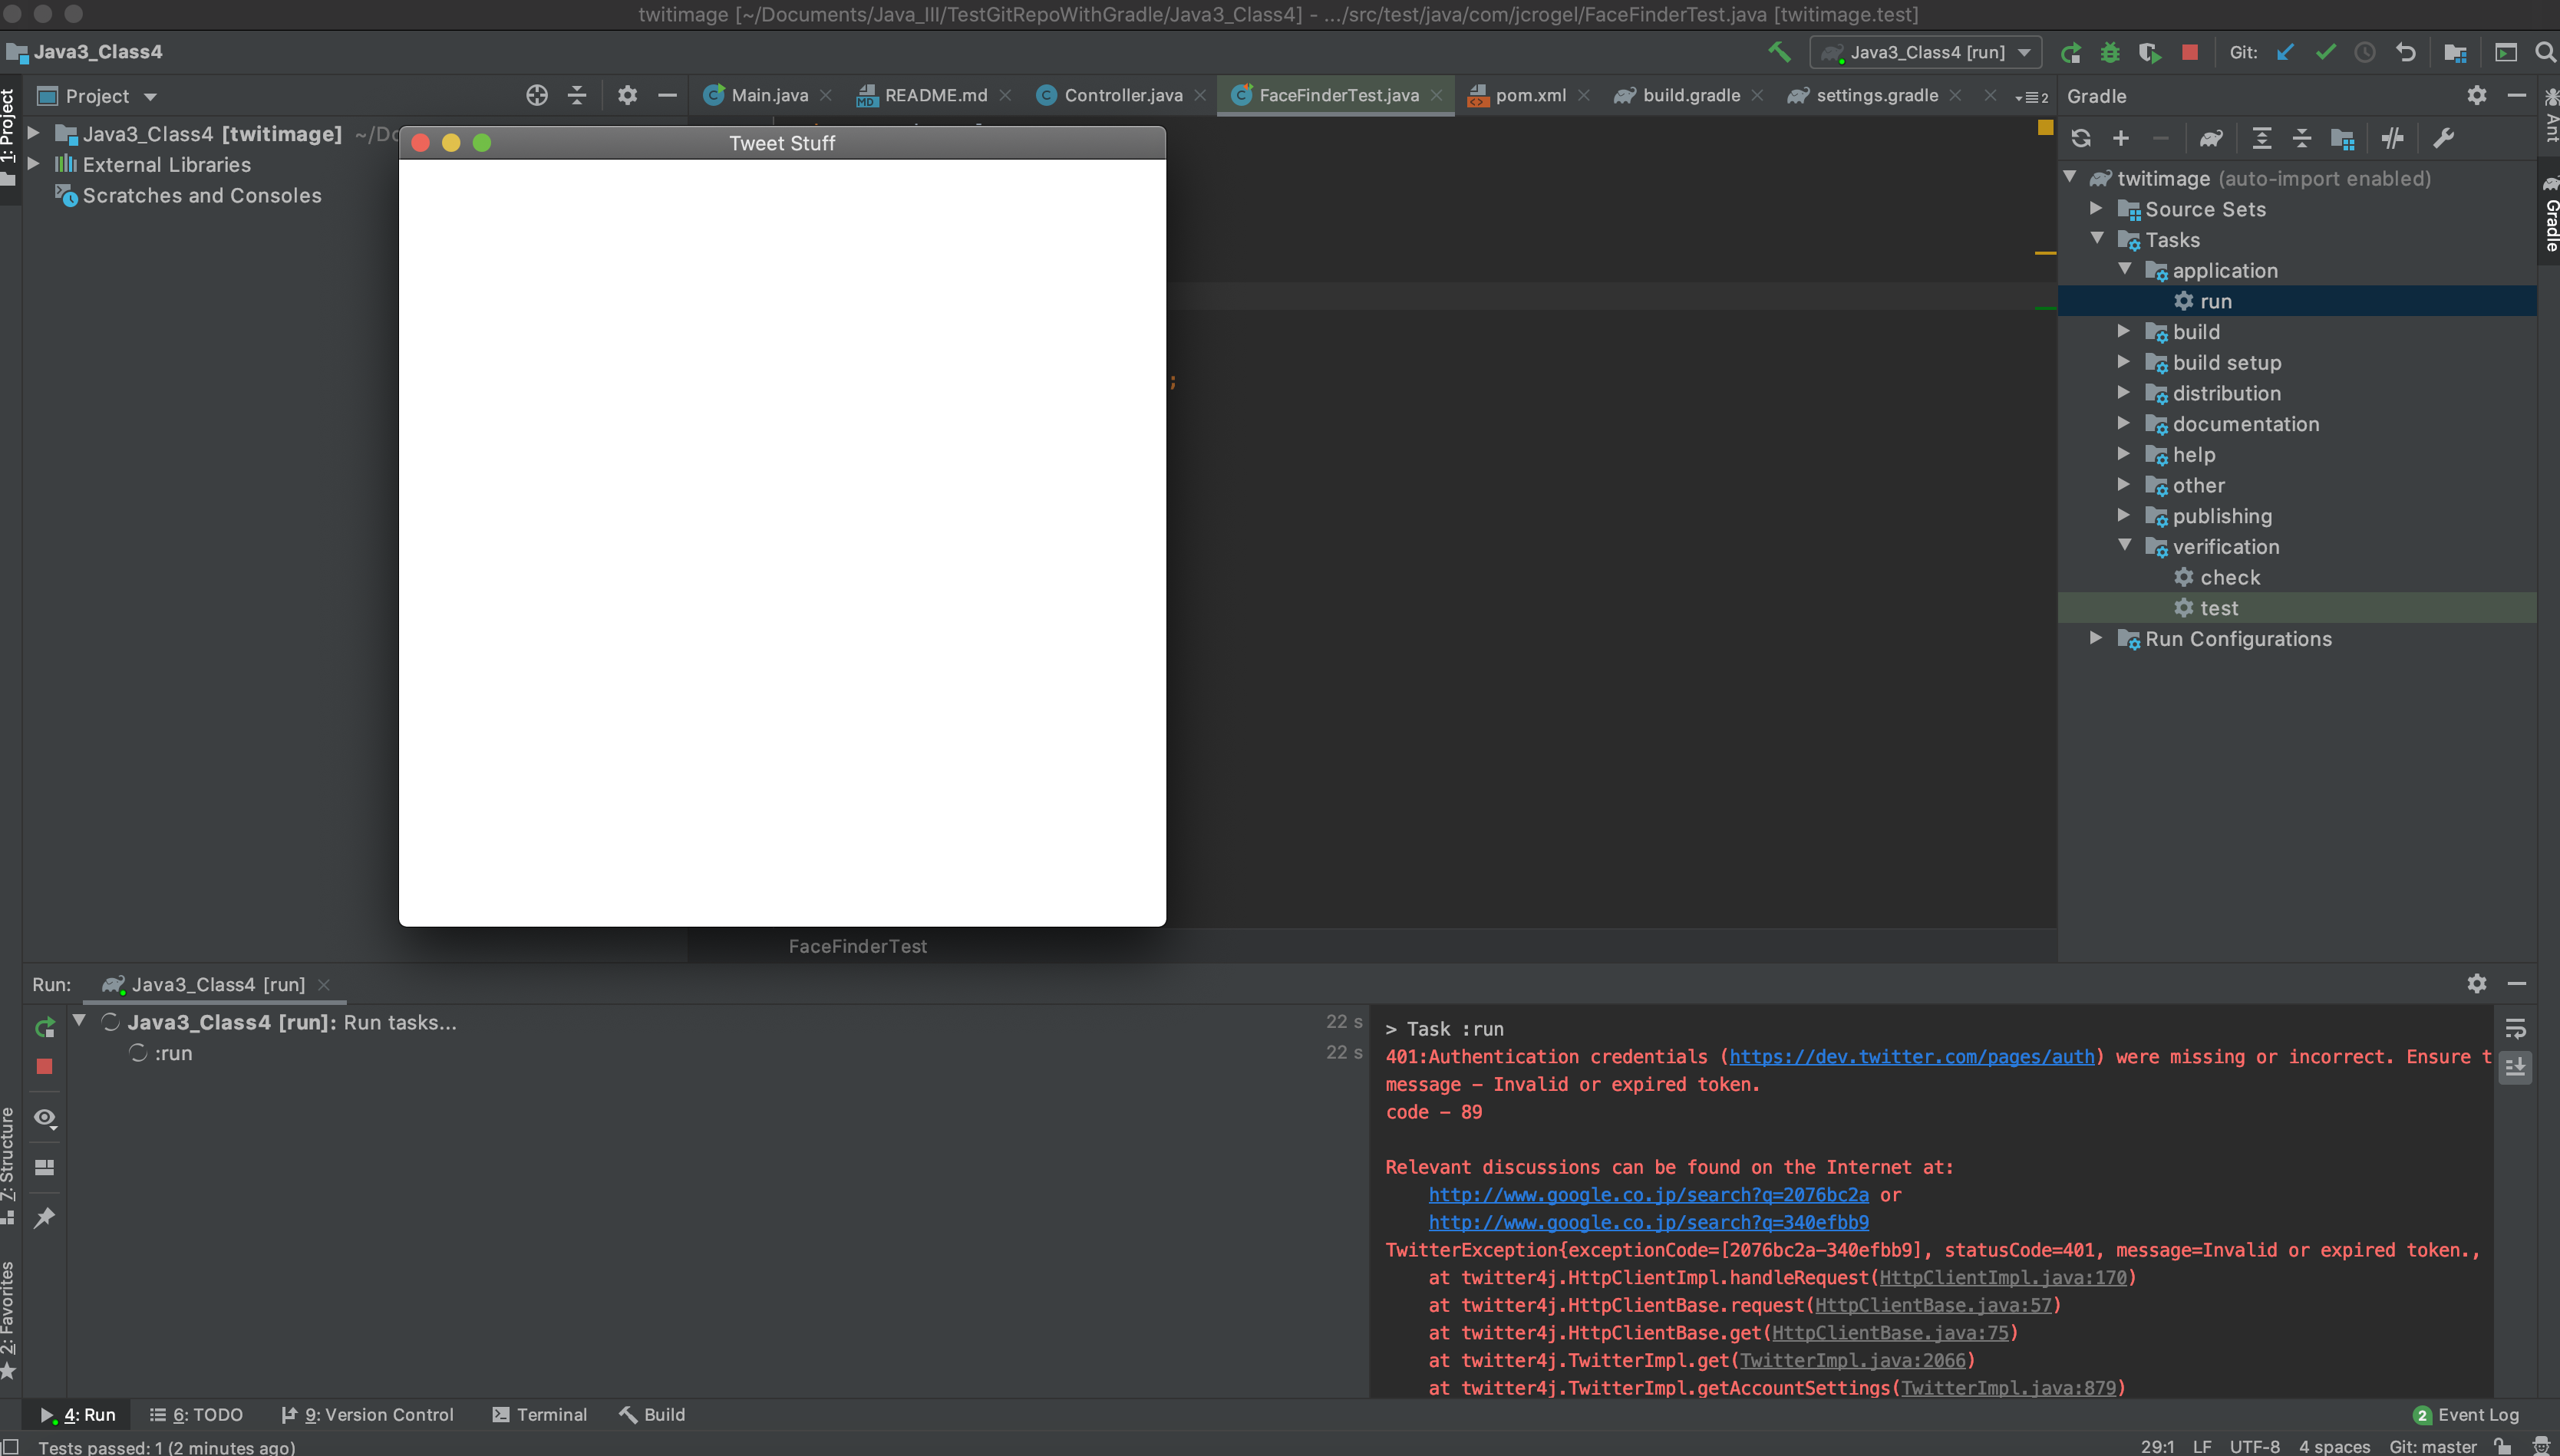 twitimage [~/Documents/Java_III/TestGitRepoWithGradle/Java3_Class4] - .../src/test/java/com/jcrogel/FaceFinderTest.java [twitimage.test]
Java3_Class4
Java3_Class4 [run]
Git:
Project
Main.java
README.md
Controller.java
FaceFinderTest.java
pom.xml
build.gradle
settings.gradle
2
Gradle
1: Project
Java3_Class4 [twitimage] ~/Do
External Libraries
Scratches and Consoles
Tweet Stuff
;
FaceFinderTest
twitimage (auto-import enabled)
Source Sets
Tasks
application
run
build
build setup
distribution
documentation
help
other
publishing
verification
check
test
Run Configurations
Ant
Gradle
Run:
Java3_Class4 [run]
Java3_Class4 [run]: Run tasks...
22 s
:run
22 s
> Task :run
401:Authentication credentials (https://dev.twitter.com/pages/auth) were missing or incorrect. Ensure t
message - Invalid or expired token.
code - 89
Relevant discussions can be found on the Internet at:
http://www.google.co.jp/search?q=2076bc2a or
http://www.google.co.jp/search?q=340efbb9
TwitterException{exceptionCode=[2076bc2a-340efbb9], statusCode=401, message=Invalid or expired token.,
at twitter4j.HttpClientImpl.handleRequest(HttpClientImpl.java:170)
at twitter4j.HttpClientBase.request(HttpClientBase.java:57)
at twitter4j.HttpClientBase.get(HttpClientBase.java:75)
at twitter4j.TwitterImpl.get(TwitterImpl.java:2066)
at twitter4j.TwitterImpl.getAccountSettings(TwitterImpl.java:879)
Z: Structure
2: Favorites
4: Run
6: TODO
9: Version Control
Terminal
Build
2 Event Log
Tests passed: 1 (2 minutes ago)
29:1
LF
UTF-8
4 spaces
Git: master